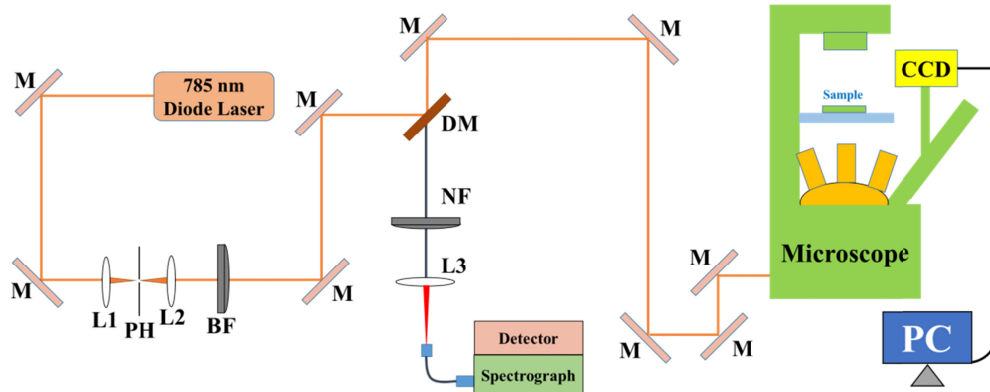 M
M
785 nm
Diode Laser
M
CCD
M
Sample
DM
NF
Microscope
L3
M
M
L1
PH
L2
BF
M
Detector
Spectrograph
M
M
PC